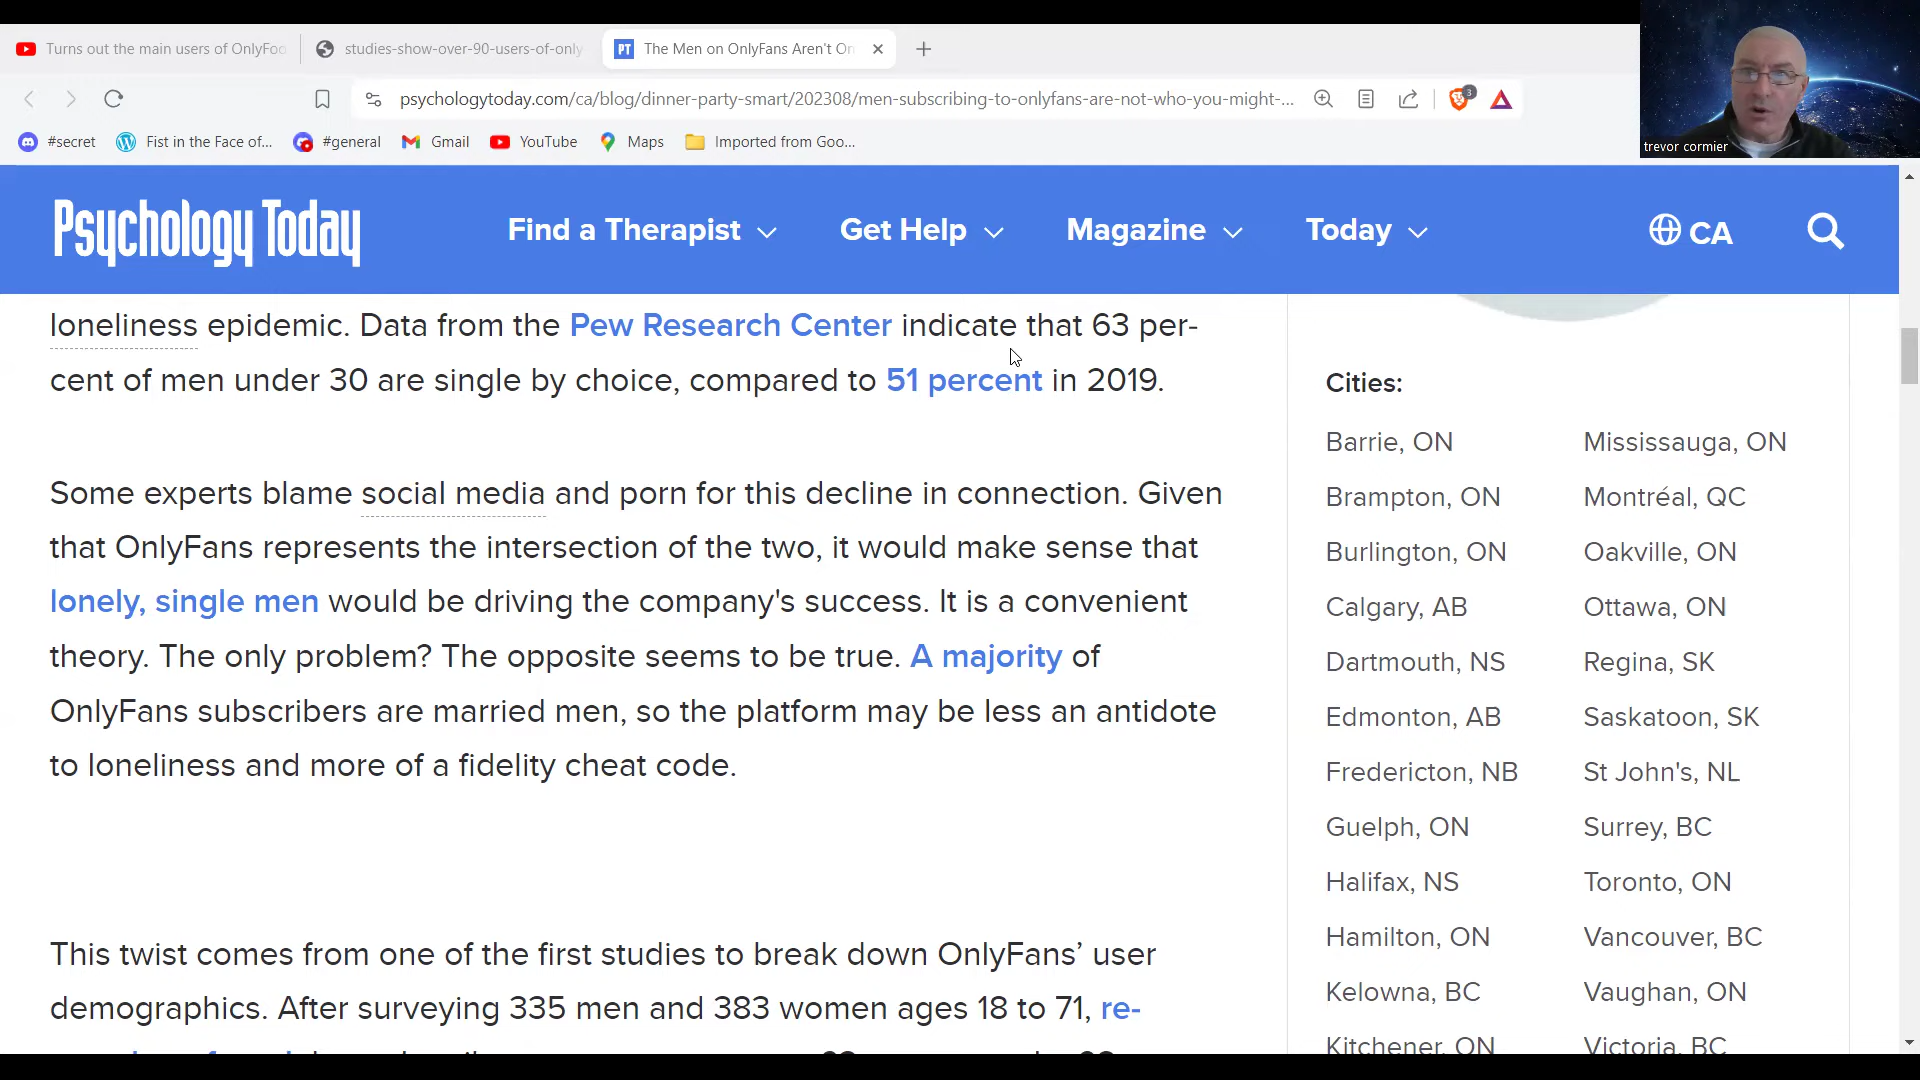 Turns out the main users of OnlyFo
studies-show-over-90-users-of-only
PT The Men on OnlyFans Aren't On
psychologytoday.com/ca/blog/dinner-party-smart/202308/men-subscribing-to-onlyfans-are-not-who-you-might-...
3
#secret Fist in the Face of... #general Gmail YouTube Maps Imported from Goo...
trevor cormier
Psychology Today Find a Therapist Get Help Magazine Today CA
loneliness epidemic. Data from the Pew Research Center indicate that 63 per-
cent of men under 30 are single by choice, compared to 51 percent in 2019.
Some experts blame social media and porn for this decline in connection. Given
that OnlyFans represents the intersection of the two, it would make sense that
lonely, single men would be driving the company's success. It is a convenient
theory. The only problem? The opposite seems to be true. A majority of
OnlyFans subscribers are married men, so the platform may be less an antidote
to loneliness and more of a fidelity cheat code.
This twist comes from one of the first studies to break down OnlyFans’ user
demographics. After surveying 335 men and 383 women ages 18 to 71, re-
Cities:
Barrie, ON Mississauga, ON
Brampton, ON Montréal, QC
Burlington, ON Oakville, ON
Calgary, AB Ottawa, ON
Dartmouth, NS Regina, SK
Edmonton, AB Saskatoon, SK
Fredericton, NB St John's, NL
Guelph, ON Surrey, BC
Halifax, NS Toronto, ON
Hamilton, ON Vancouver, BC
Kelowna, BC Vaughan, ON
Kitchener, ON Victoria, BC